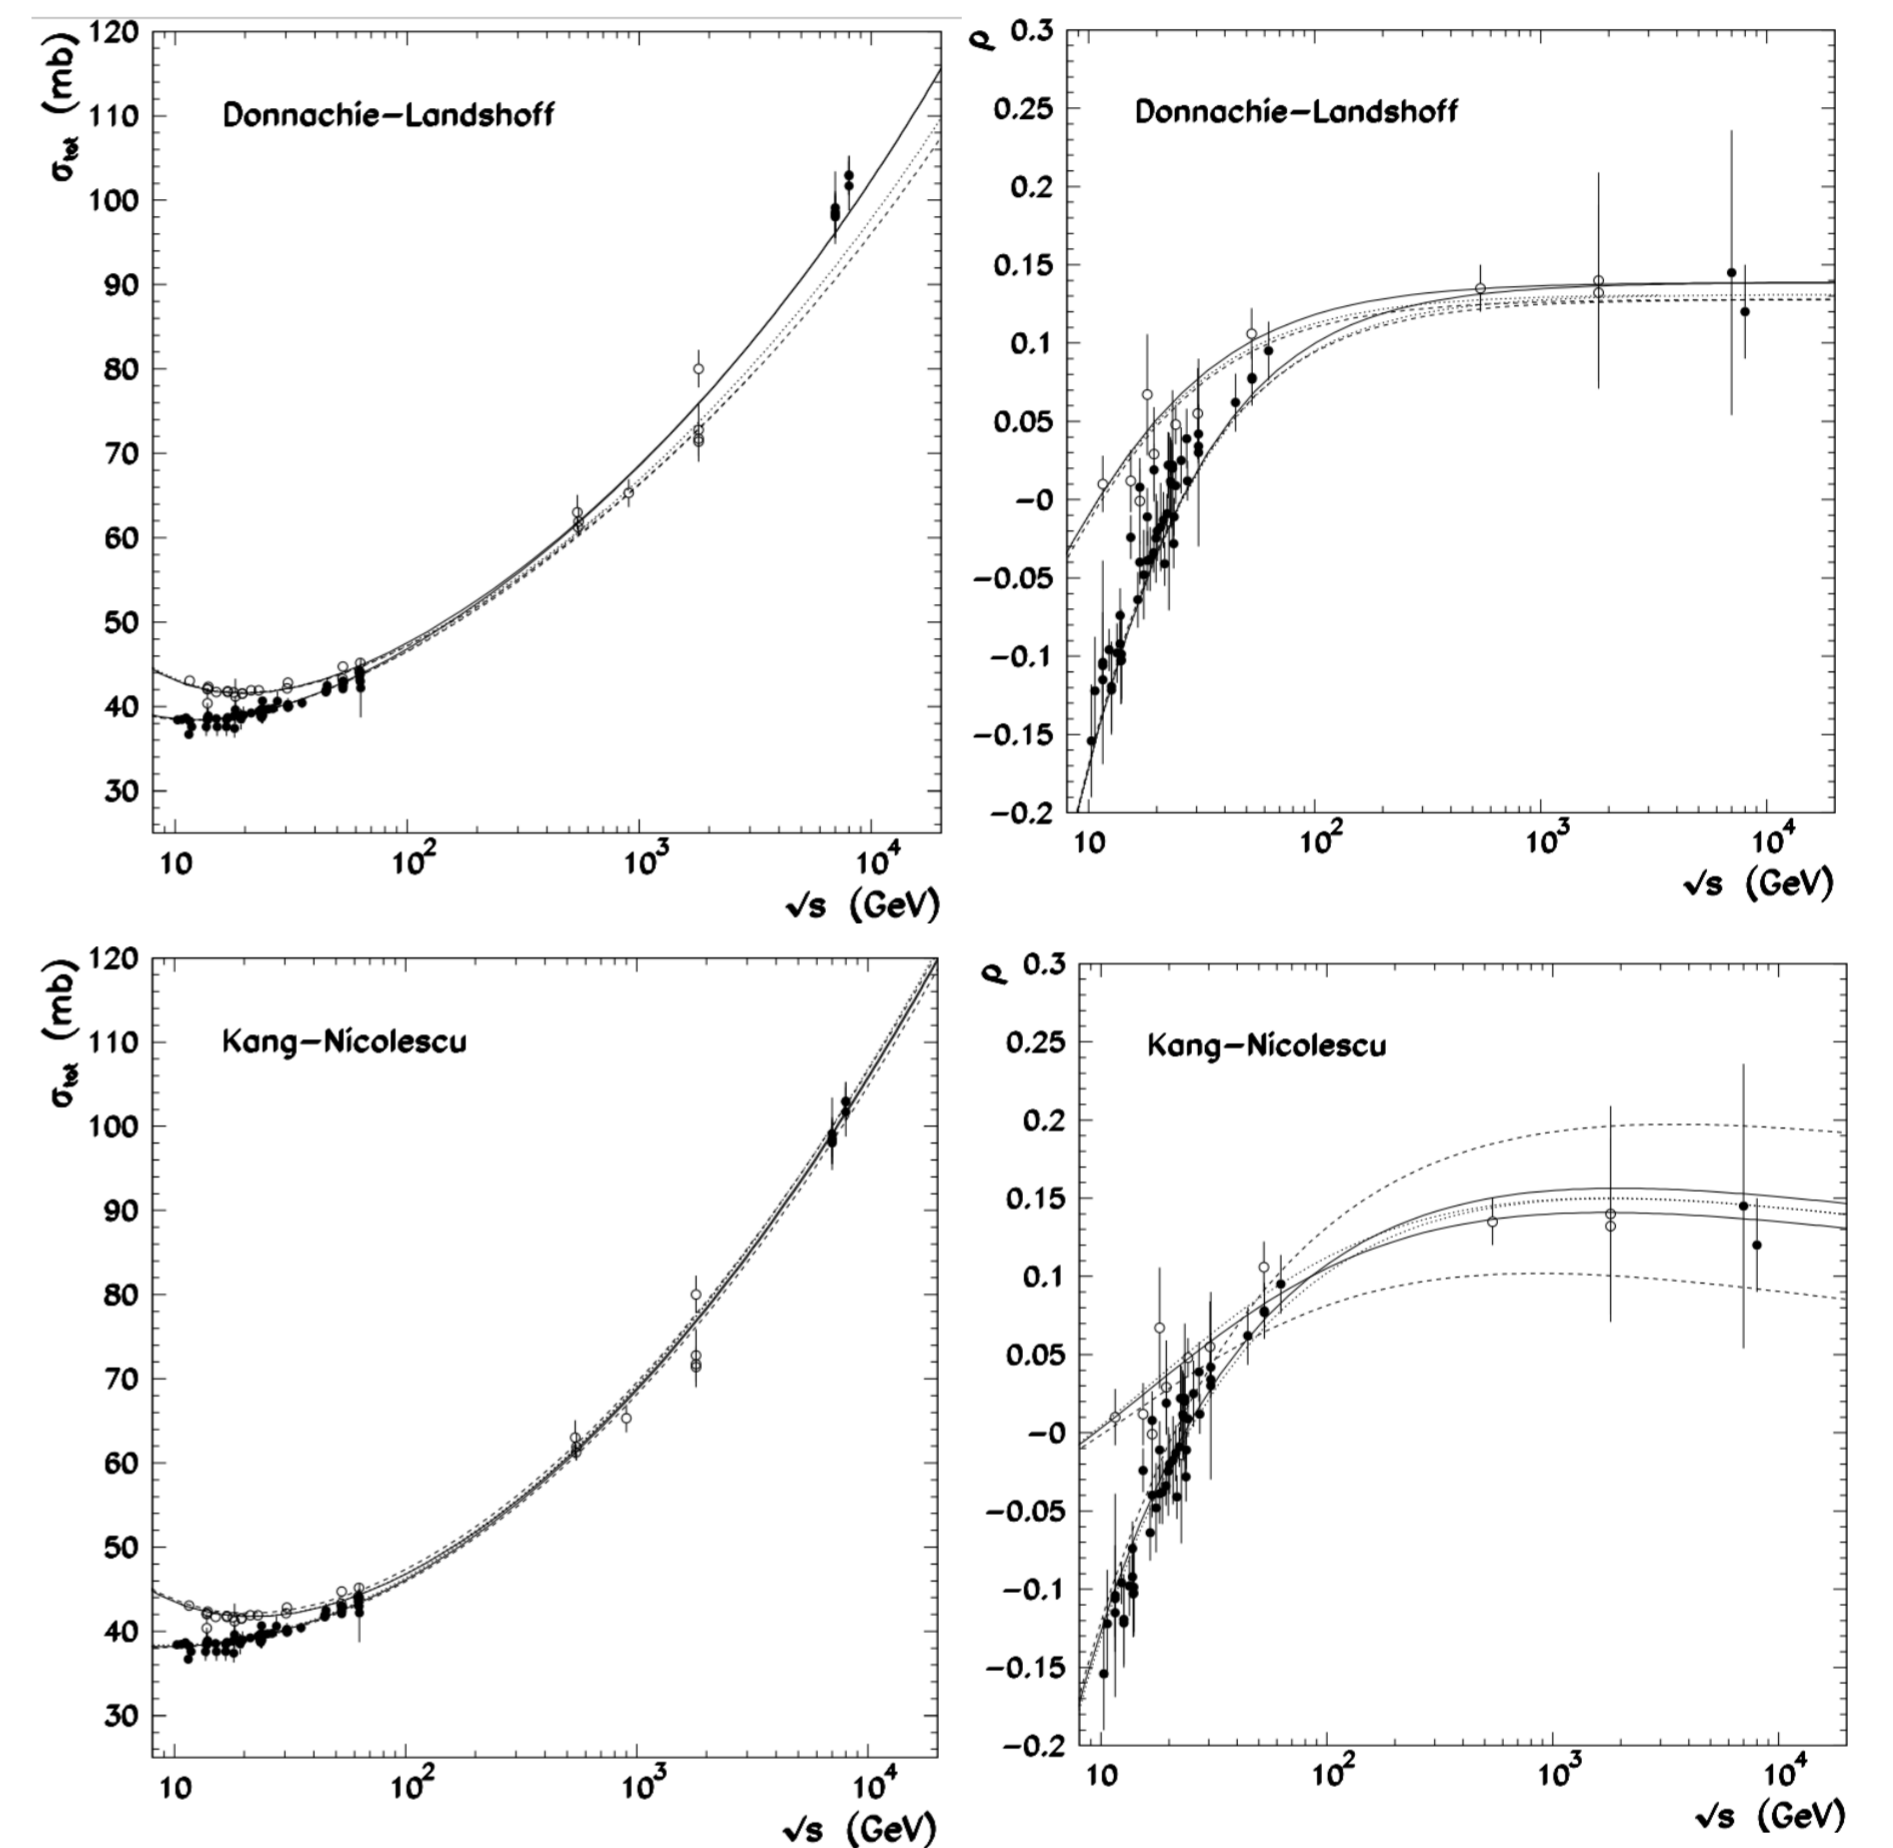 120
110
100
90
80
70
60
50
40
30
σtot (mb)
Donnachie–Landshoff
10 10² 10³ 10⁴
√s (GeV)
ρ
0.3
0.25
0.2
0.15
0.1
0.05
−0
−0.05
−0.1
−0.15
−0.2
Donnachie–Landshoff
10 10² 10³ 10⁴
√s (GeV)
120
110
100
90
80
70
60
50
40
30
σtot (mb)
Kang–Nicolescu
10 10² 10³ 10⁴
√s (GeV)
ρ
0.3
0.25
0.2
0.15
0.1
0.05
−0
−0.05
−0.1
−0.15
−0.2
Kang–Nicolescu
10 10² 10³ 10⁴
√s (GeV)